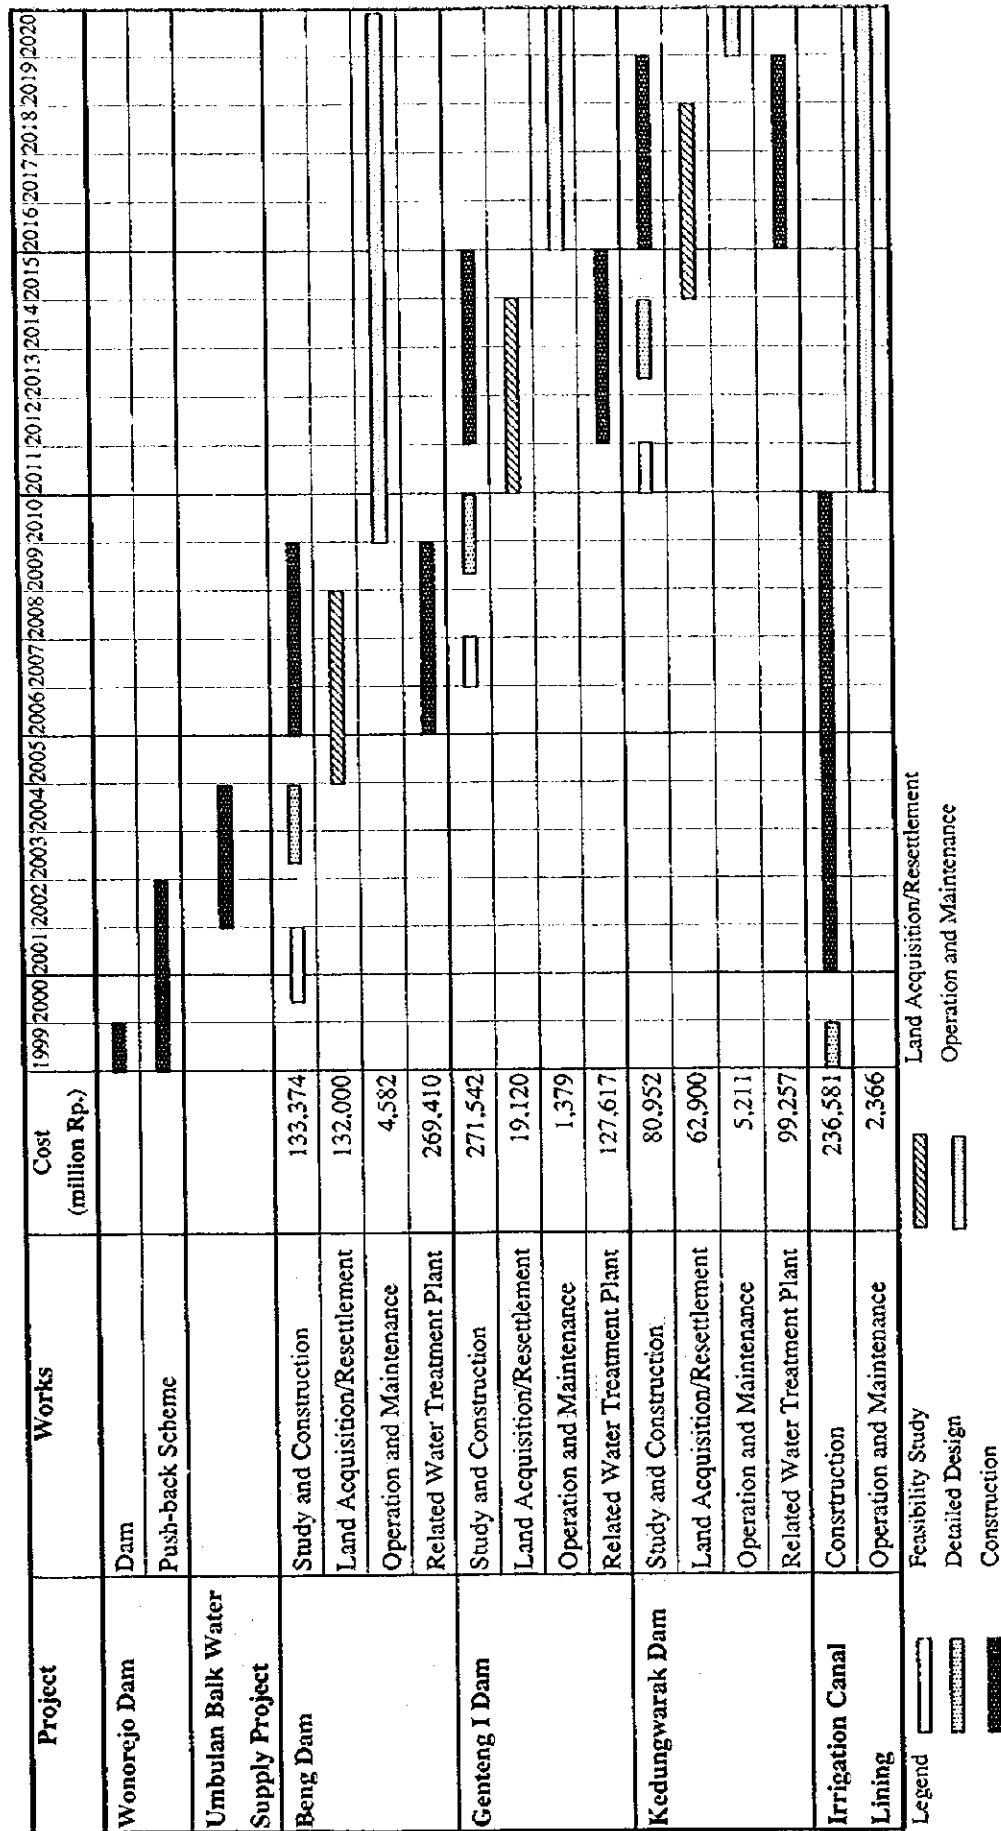 Project Works Cost (million Rp.) 1999 2000 2001 2002 2003 2004 2005 2006 2007 2008 2009 2010 2011 2012 2013 2014 2015 2016 2017 2018 2019 2020
Wonorejo Dam Dam
Push-back Scheme
Umbulan Balk Water
Supply Project
Beng Dam Study and Construction 133,374
Land Acquisition/Resettlement 132,000
Operation and Maintenance 4,582
Related Water Treatment Plant 269,410
Genteng I Dam Study and Construction 271,542
Land Acquisition/Resettlement 19,120
Operation and Maintenance 1,379
Related Water Treatment Plant 127,617
Kedungwarak Dam Study and Construction 80,952
Land Acquisition/Resettlement 62,900
Operation and Maintenance 5,211
Related Water Treatment Plant 99,257
Irrigation Canal Construction 236,581
Lining Operation and Maintenance 2,366
Legend Feasibility Study Land Acquisition/Resettlement
Detailed Design Operation and Maintenance
Construction